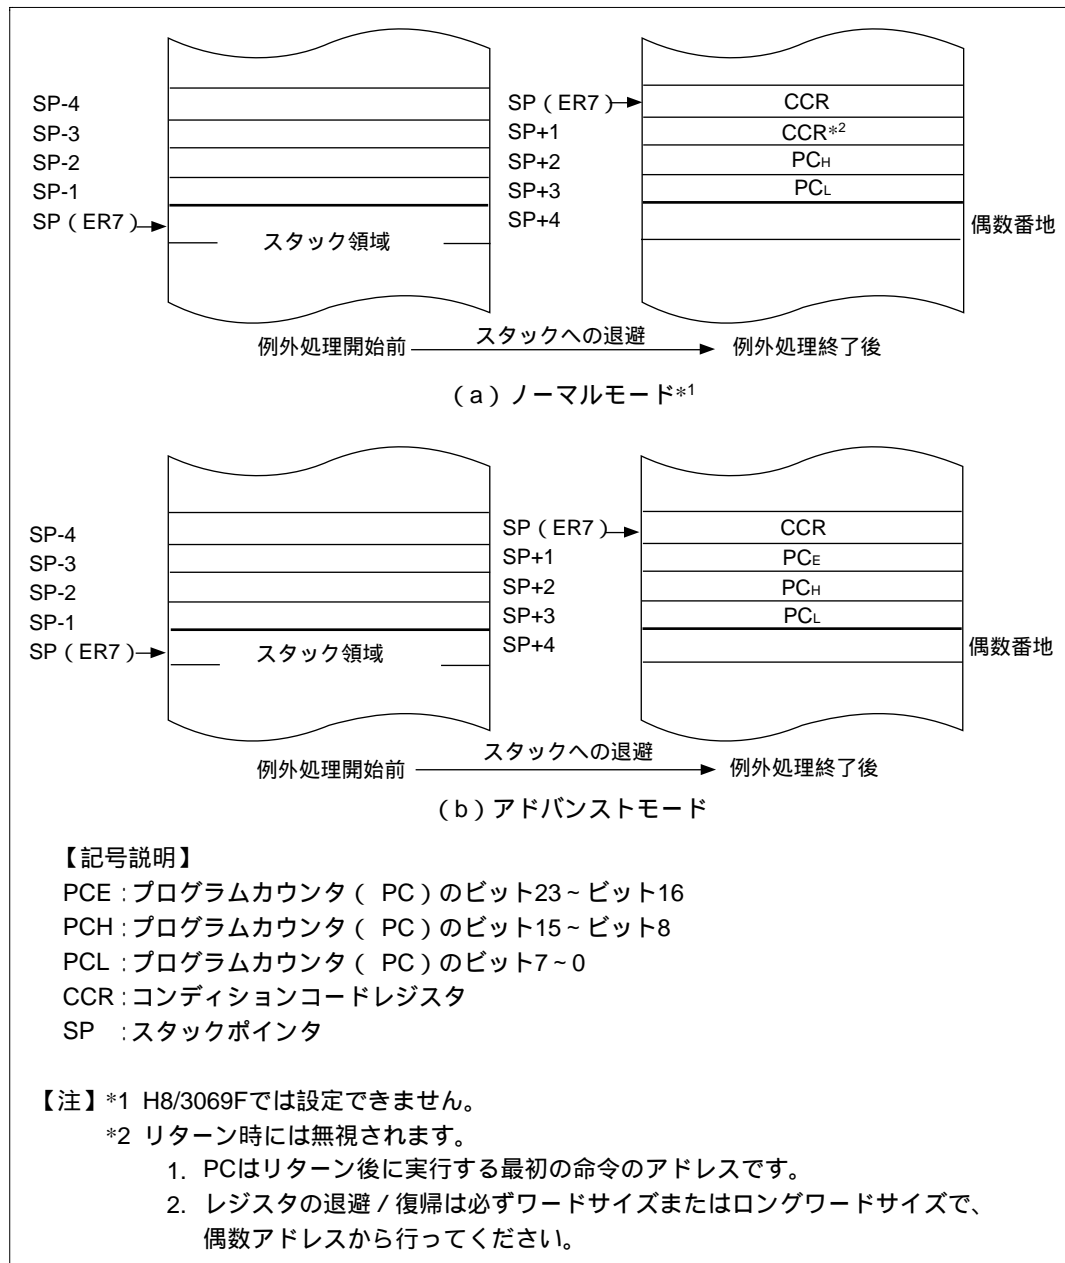 SP-4
SP-3
SP-2
SP-1
SP(ER7)
スタック領域
SP(ER7)
SP+1
SP+2
SP+3
SP+4
CCR
CCR*2
PCH
PCL
偶数番地
例外処理開始前
スタックへの退避
例外処理終了後
(a)ノーマルモード*1
SP-4
SP-3
SP-2
SP-1
SP(ER7)
スタック領域
SP(ER7)
SP+1
SP+2
SP+3
SP+4
CCR
PCE
PCH
PCL
偶数番地
例外処理開始前
スタックへの退避
例外処理終了後
(b)アドバンストモード
【記号説明】
PCE:プログラムカウンタ( PC)のビット23~ビット16
PCH:プログラムカウンタ( PC)のビット15~ビット8
PCL:プログラムカウンタ( PC)のビット7~0
CCR:コンディションコードレジスタ
SP :スタックポインタ
【注】*1 H8/3069Fでは設定できません。
*2 リターン時には無視されます。
1. PCはリターン後に実行する最初の命令のアドレスです。
2. レジスタの退避/復帰は必ずワードサイズまたはロングワードサイズで、
偶数アドレスから行ってください。